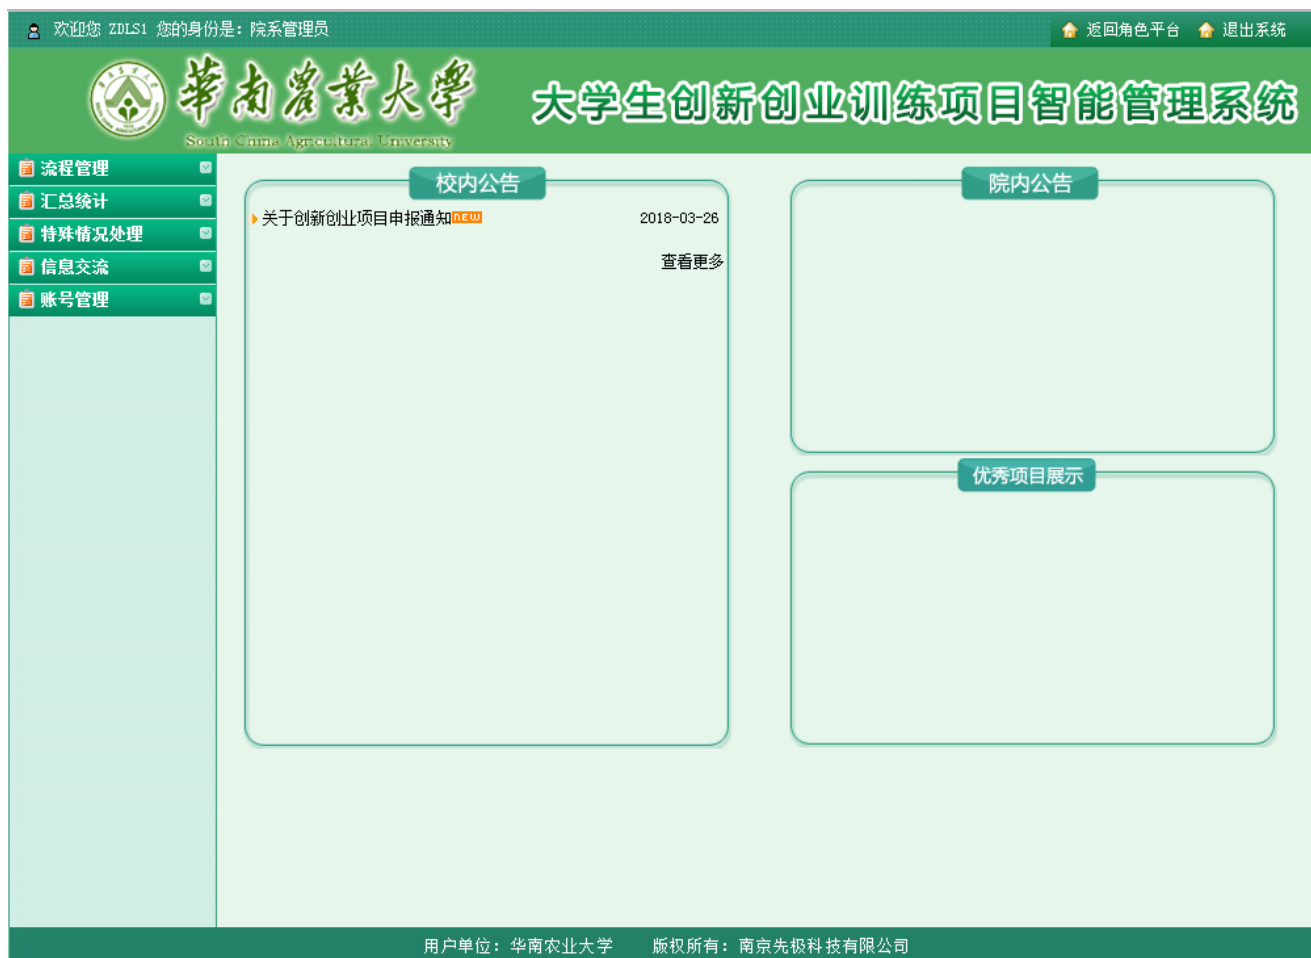 欢迎您 ZDLS1 您的身份是：院系管理员
返回角色平台 退出系统
華南農業大學
South China Agricultural University
大学生创新创业训练项目智能管理系统
流程管理
汇总统计
特殊情况处理
信息交流
账号管理
校内公告
关于创新创业项目申报通知NEW 2018-03-26
查看更多
院内公告
优秀项目展示
用户单位：华南农业大学 版权所有：南京先极科技有限公司